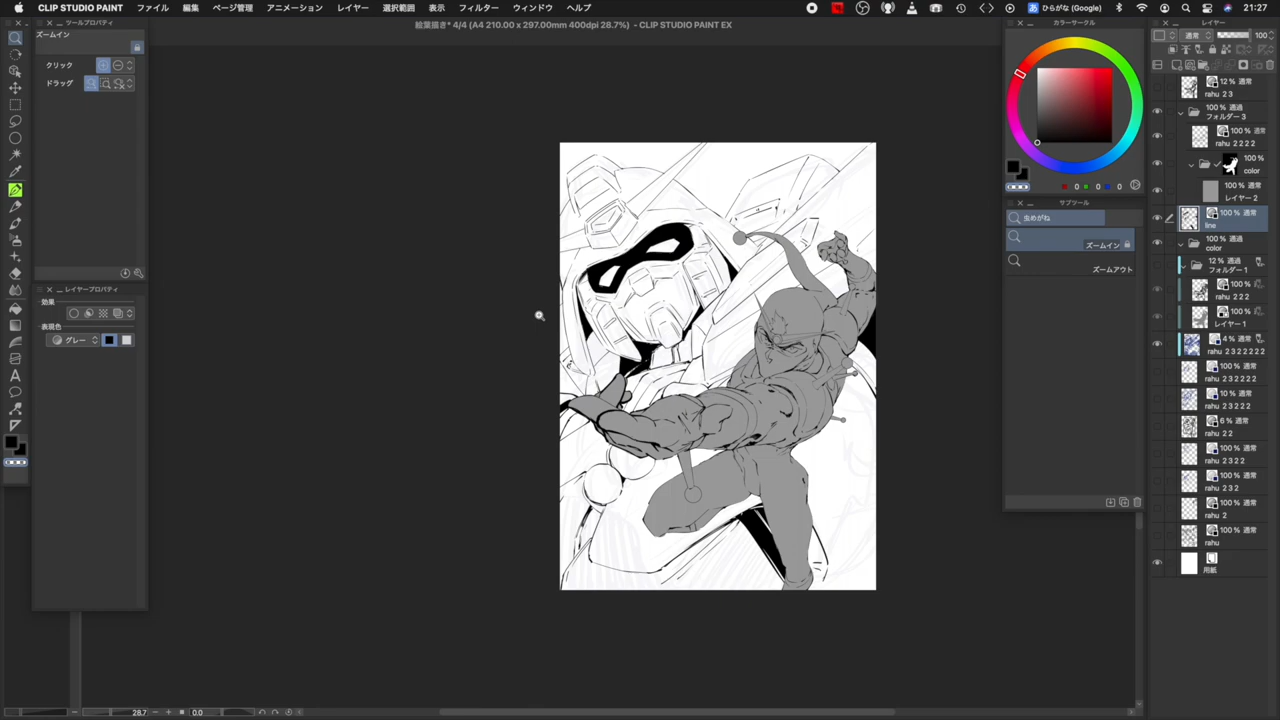 CLIP STUDIO PAINT ファイル 編集 ページ管理 アニメーション レイヤー 選択範囲 表示 フィルター ウィンドウ ヘルプ
あ ひらがな (Google) 21:27
絵葉描き* 4/4 (A4 210.00 x 297.00mm 400dpi 28.7%) - CLIP STUDIO PAINT EX
ツールプロパティ
ズームイン
クリック
ドラッグ
レイヤープロパティ
効果
表現色
グレー
28.7
0.0
カラーサークル
0 0 0
サブツール
虫めがね
ズームイン
ズームアウト
レイヤー
通常 100
12 % 通常
rahu 2 3
100 % 通過
フォルダー 3
100 % 通常
rahu 2 2 2 2
100 %
color
100 % 通常
レイヤー 2
100 % 通常
line
100 % 通常
color
12 % 通過
フォルダー 1
100 % 通常
rahu 2 2 2
100 % 通常
レイヤー 1
4 % 通常
rahu 2 3 2 2 2 2 2
100 % 通常
rahu 2 3 2 2 2 2
10 % 通常
rahu 2 3 2 2 2
6 % 通常
rahu 2 2
100 % 通常
rahu 2 3 2 2
100 % 通常
rahu 2 3 2
100 % 通常
rahu 2
100 % 通常
rahu
用紙